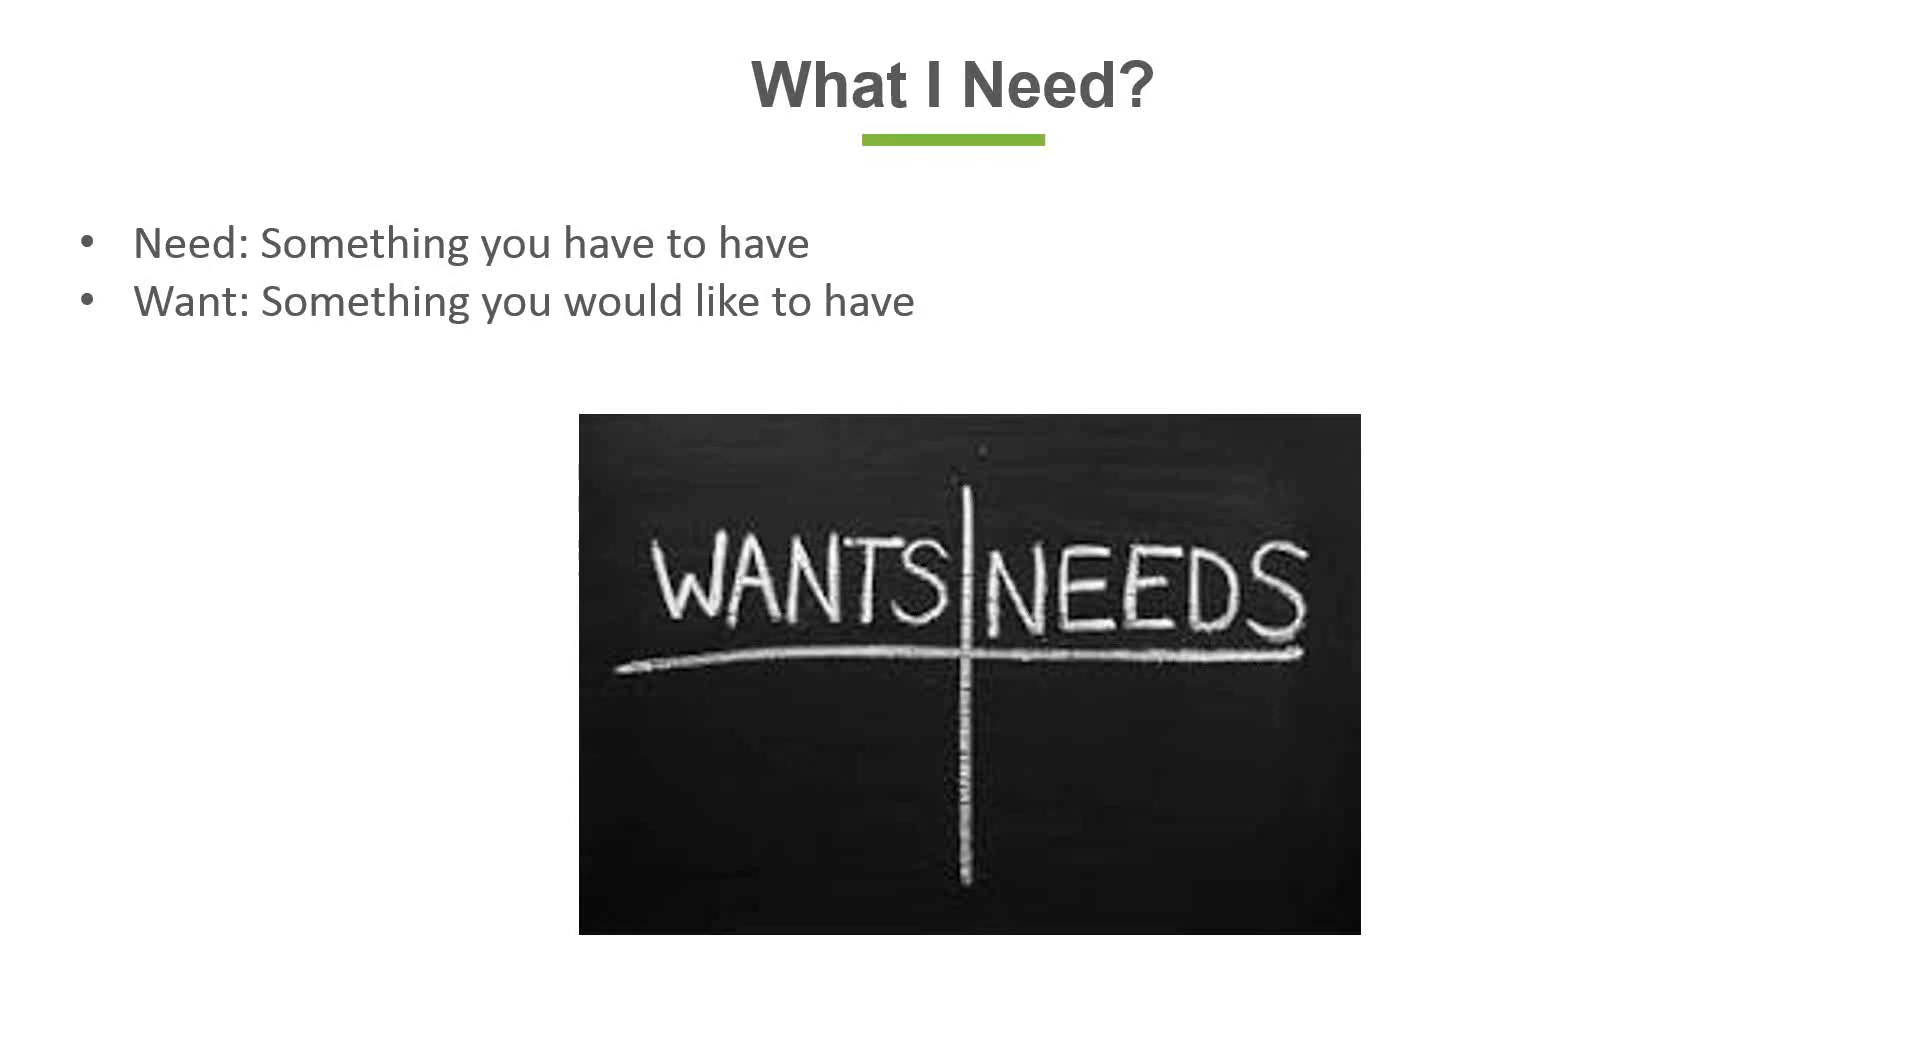 What I Need?
• Need: Something you have to have
• Want: Something you would like to have
WANTS NEEDS